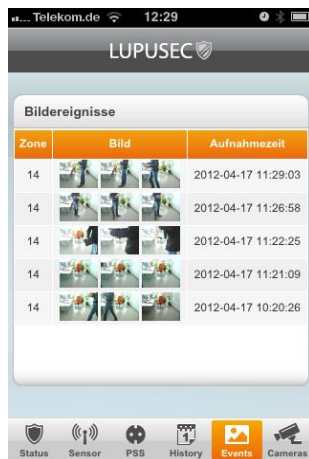 Telekom.de 12:29
LUPUSEC
Bildereignisse
Zone Bild Aufnahmezeit
14 2012-04-17 11:29:03
14 2012-04-17 11:26:58
14 2012-04-17 11:22:25
14 2012-04-17 11:21:09
14 2012-04-17 10:20:26
1
Status Sensor PSS History Events Cameras